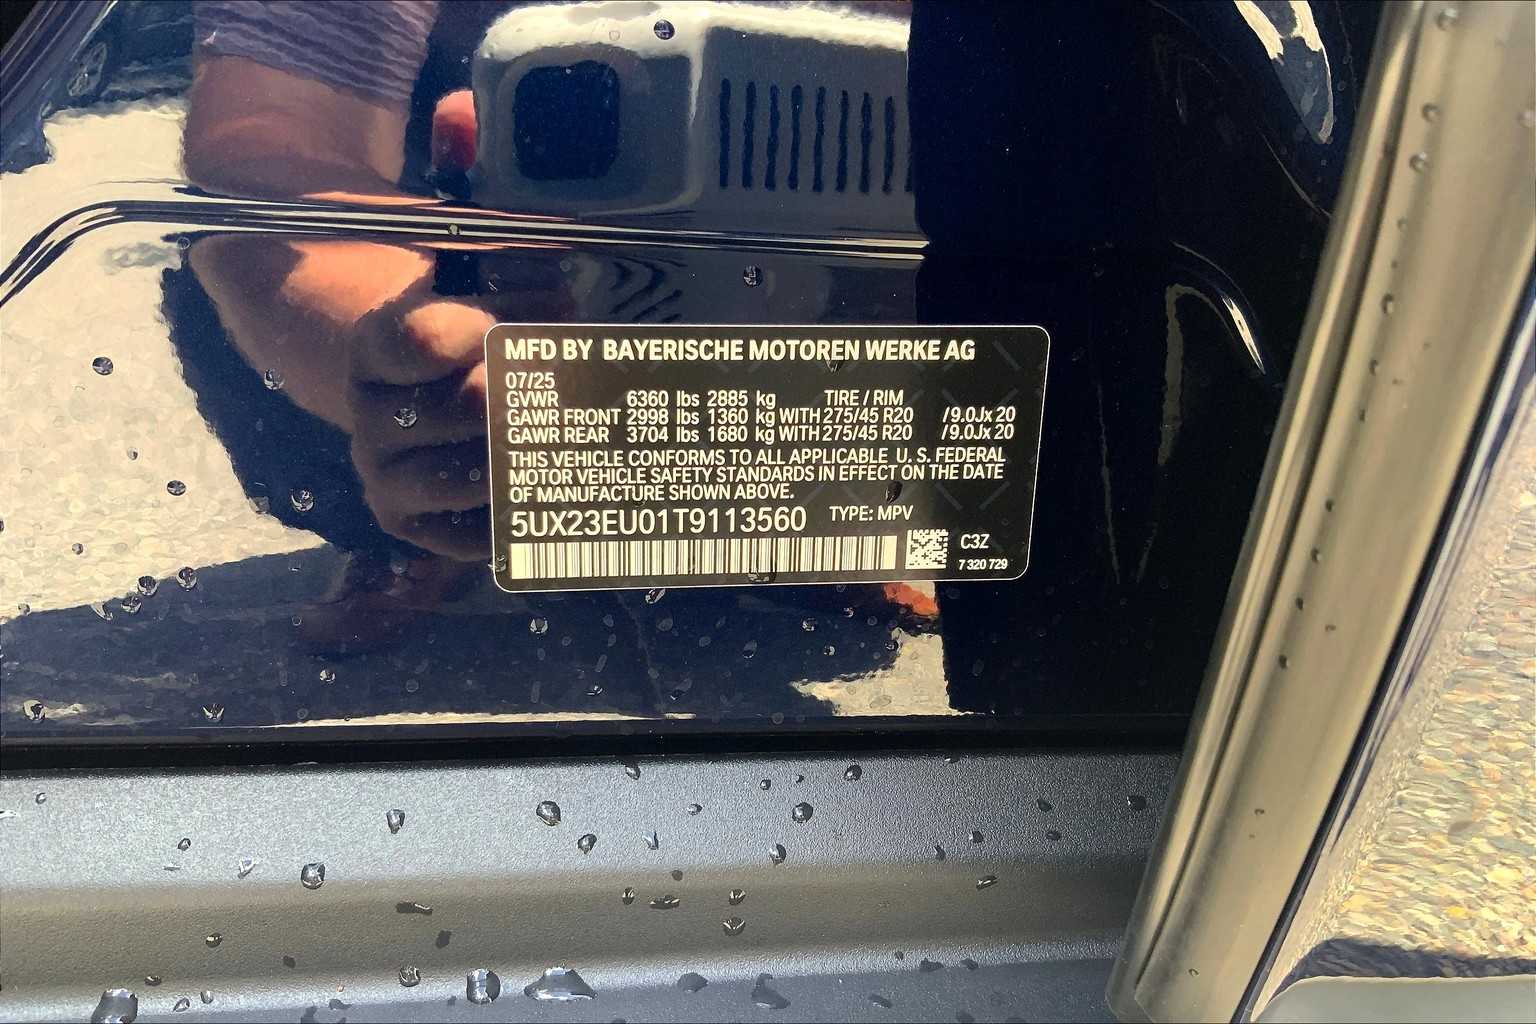 MFD BY BAYERISCHE MOTOREN WERKE AG
07/25
GVWR 6360 lbs 2885 kg TIRE / RIM
GAWR FRONT 2998 lbs 1360 kg WITH 275/45 R20 /9.0Jx 20
GAWR REAR 3704 lbs 1680 kg WITH 275/45 R20 /9.0Jx 20
THIS VEHICLE CONFORMS TO ALL APPLICABLE U. S. FEDERAL
MOTOR VEHICLE SAFETY STANDARDS IN EFFECT ON THE DATE
OF MANUFACTURE SHOWN ABOVE.
5UX23EU01T9113560 TYPE: MPV
C3Z
7 320 729